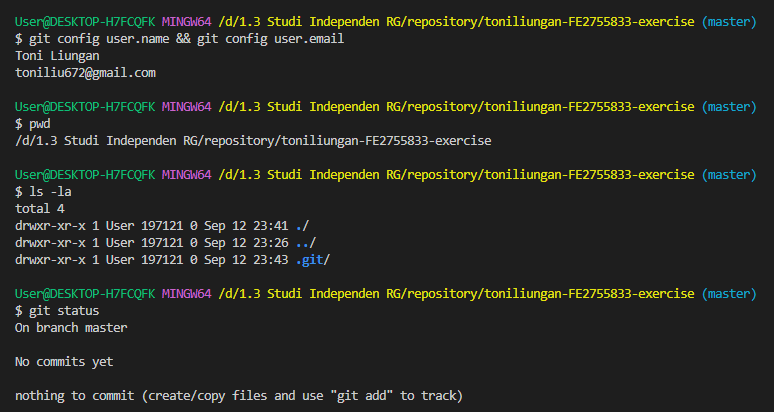 User@DESKTOP-H7FCQFK MINGW64 /d/1.3 Studi Independen RG/repository/toniliungan-FE2755833-exercise (master)
$ git config user.name && git config user.email
Toni Liungan
toniliu672@gmail.com
User@DESKTOP-H7FCQFK MINGW64 /d/1.3 Studi Independen RG/repository/toniliungan-FE2755833-exercise (master)
$ pwd
/d/1.3 Studi Independen RG/repository/toniliungan-FE2755833-exercise
User@DESKTOP-H7FCQFK MINGW64 /d/1.3 Studi Independen RG/repository/toniliungan-FE2755833-exercise (master)
$ ls -la
total 4
drwxr-xr-x 1 User 197121 0 Sep 12 23:41 ./
drwxr-xr-x 1 User 197121 0 Sep 12 23:26 ../
drwxr-xr-x 1 User 197121 0 Sep 12 23:43 .git/
User@DESKTOP-H7FCQFK MINGW64 /d/1.3 Studi Independen RG/repository/toniliungan-FE2755833-exercise (master)
$ git status
On branch master
No commits yet
nothing to commit (create/copy files and use "git add" to track)